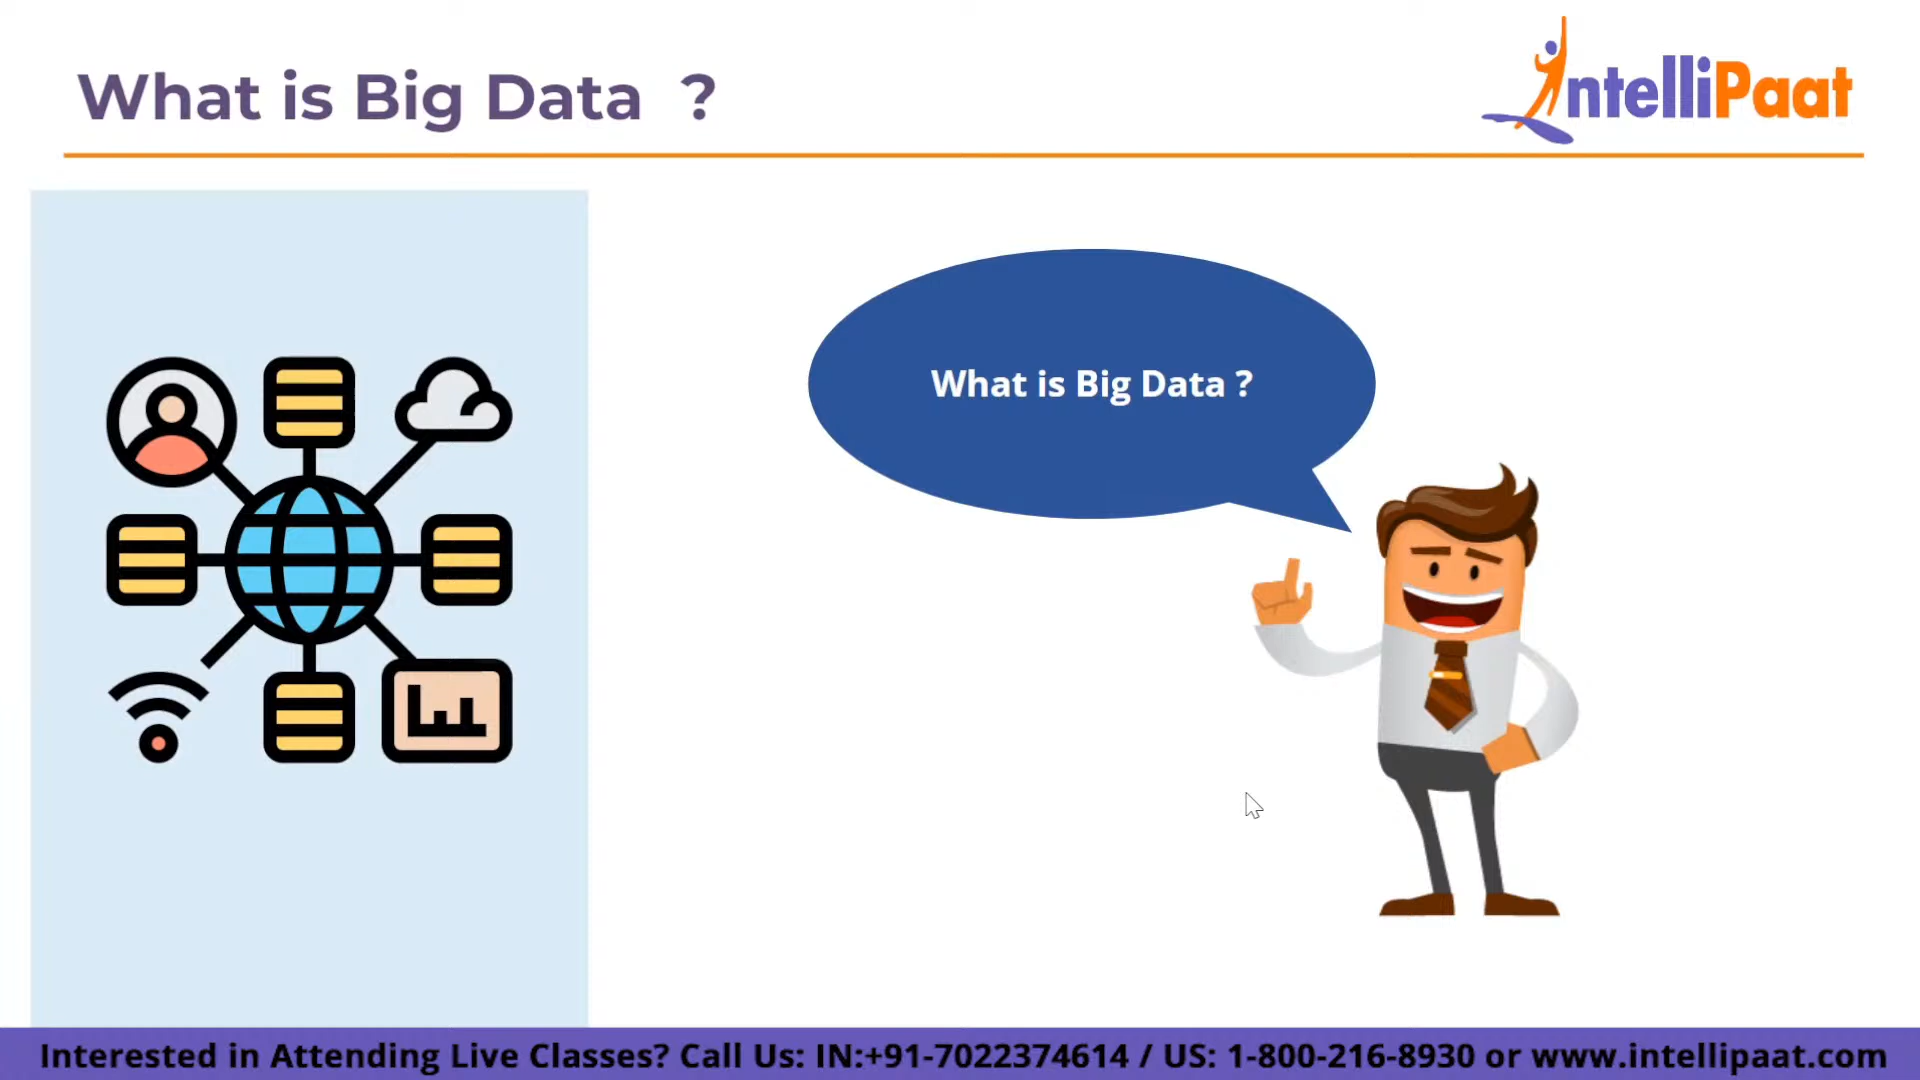 What is Big Data ?
IntelliPaat
What is Big Data ?
Interested in Attending Live Classes? Call Us: IN:+91-7022374614 / US: 1-800-216-8930 or www.intellipaat.com